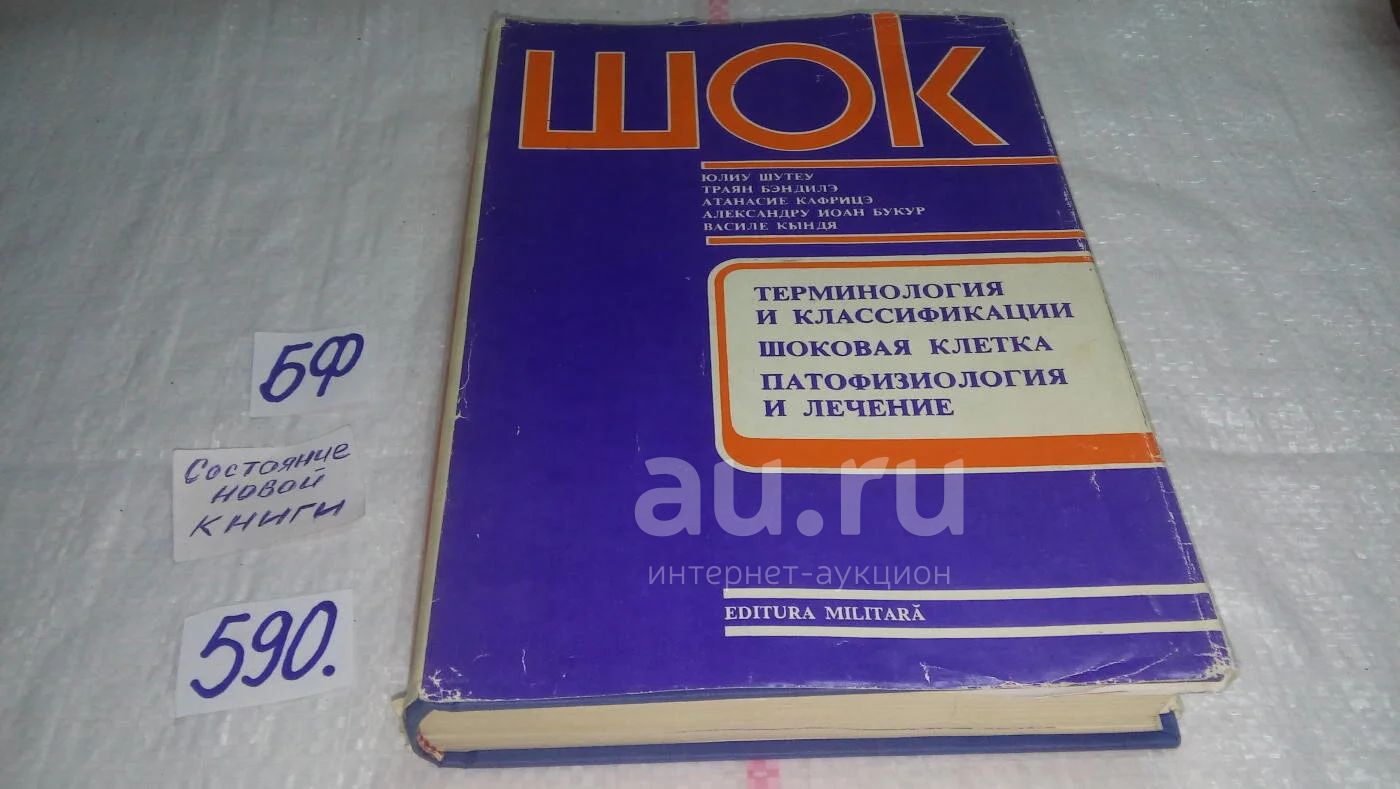 ШОК
ЮЛИУ ШУТЕУ
ТРАЯН БЭНДИЛЭ
АТАНАСИЕ КАФРИЦЭ
АЛЕКСАНДРУ ИОАН БУКУР
ВАСИЛЕ КЫНДЯ
ТЕРМИНОЛОГИЯ
И КЛАССИФИКАЦИИ
ШОКОВАЯ КЛЕТКА
ПАТОФИЗИОЛОГИЯ
И ЛЕЧЕНИЕ
БФ
Состояние
новой
книги
590.
au.ru
интернет-аукцион
EDITURA MILITARĂ